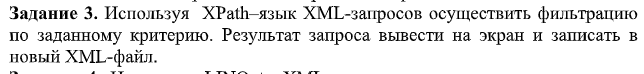 Задание 3. Используя XPath–язык XML-запросов осуществить фильтрацию
по заданному критерию. Результат запроса вывести на экран и записать в
новый XML-файл.